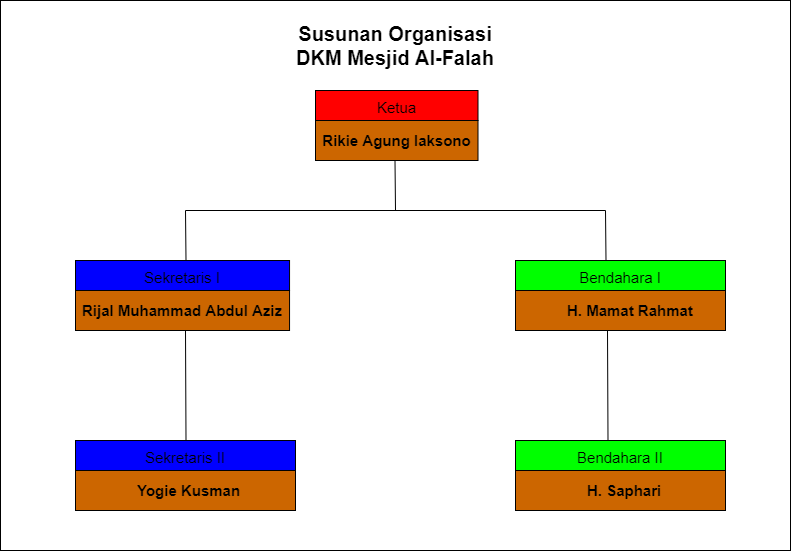 Susunan Organisasi
DKM Mesjid Al-Falah
Ketua
Rikie Agung laksono
Sekretaris I
Rijal Muhammad Abdul Aziz
Bendahara I
H. Mamat Rahmat
Sekretaris II
Yogie Kusman
Bendahara II
H. Saphari